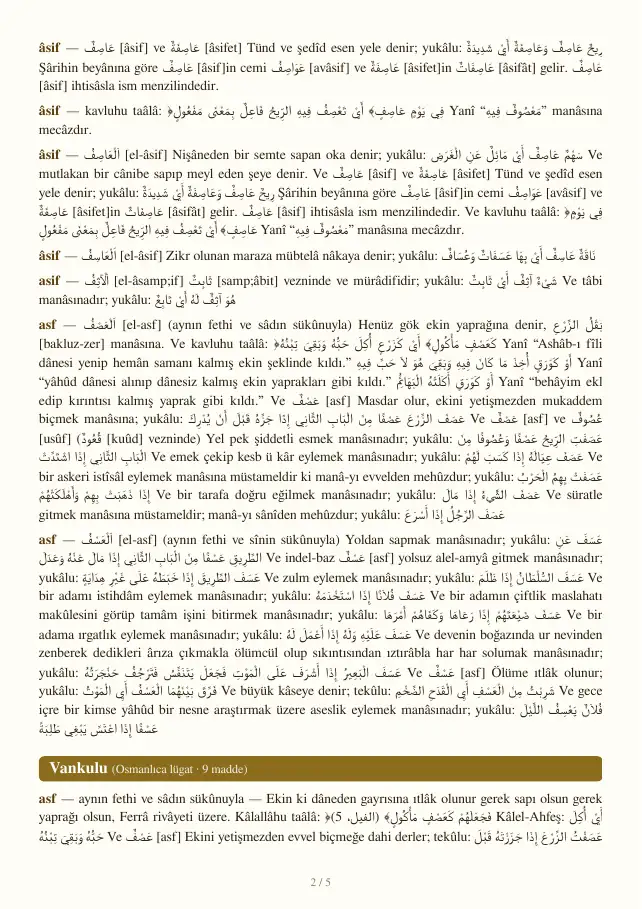 âsif — عَاصِفٌ [âsif] ve عَاصِفَةٌ [âsifet] Tünd ve şedîd esen yele denir; yukâlu: رِيحٌ عَاصِفٌ وَعَاصِفَةٌ أَيْ شَدِيدَةٌ
Şârihin beyânına göre عَاصِفٌ [âsif]in cemi عَوَاصِفُ [avâsif] ve عَاصِفَةٌ [âsifet]in عَاصِفَاتٌ [âsifât] gelir. عَاصِفٌ
[âsif] ihtisâsla ism menzilindedir.
âsif — kavluhu taâlâ: ﴿فِي يَوْمٍ عَاصِفٍ﴾ أَيْ تَعْصِفُ فِيهِ الرِّيحُ فَاعِلٌ بِمَعْنَى مَفْعُولٍ Yanî “مَعْصُوفٌ فِيهِ” manâsına
mecâzdır.
âsif — اَلْعَاصِفُ [el-âsif] Nişâneden bir semte sapan oka denir; yukâlu: سَهْمٌ عَاصِفٌ أَيْ مَائِلٌ عَنِ الْغَرَضِ Ve
mutlakan bir cânibe sapıp meyl eden şeye denir. Ve عَاصِفٌ [âsif] ve عَاصِفَةٌ [âsifet] Tünd ve şedîd esen
yele denir; yukâlu: رِيحٌ عَاصِفٌ وَعَاصِفَةٌ أَيْ شَدِيدَةٌ Şârihin beyânına göre عَاصِفٌ [âsif]in cemi عَوَاصِفُ [avâsif] ve
عَاصِفَةٌ [âsifet]in عَاصِفَاتٌ [âsifât] gelir. عَاصِفٌ [âsif] ihtisâsla ism menzilindedir. Ve kavluhu taâlâ: ﴿فِي يَوْمٍ
عَاصِفٍ﴾ أَيْ تَعْصِفُ فِيهِ الرِّيحُ فَاعِلٌ بِمَعْنَى مَفْعُولٍ Yanî “مَعْصُوفٌ فِيهِ” manâsına mecâzdır.
âsif — اَلْعَاسِفُ [el-âsif] Zikr olunan maraza mübtelâ nâkaya denir; yukâlu: نَاقَةٌ عَاسِفٌ أَيْ بِهَا عَسَفَاتٌ وَعُسَافٌ
asif — اَلْآثِفُ [el-âsamp;if] ثَابِتٌ [samp;âbit] vezninde ve mürâdifidir; yukâlu: شَيْءٌ آثِفٌ أَيْ ثَابِتٌ Ve tâbi
manâsınadır; yukâlu: هُوَ آثِفٌ لَهُ أَيْ تَابِعٌ
asf — اَلْعَصْفُ [el-asf] (aynın fethi ve sâdın sükûnuyla) Henüz gök ekin yaprağına denir, بَقْلُ الزَّرْعِ
[bakluz-zer] manâsına. Ve kavluhu taâlâ: ﴿كَعَصْفٍ مَأْكُولٍ﴾ أَيْ كَزَرْعٍ أُكِلَ حَبُّهُ وَبَقِيَ تِبْنُهُ Yanî “Ashâb-ı fîli
dânesi yenip hemân samanı kalmış ekin şeklinde kıldı.” أَوْ كَوَرَقٍ أُخِذَ مَا كَانَ فِيهِ وَبَقِيَ هُوَ لَا حَبَّ فِيهِ Yanî
“yâhûd dânesi alınıp dânesiz kalmış ekin yaprakları gibi kıldı.” أَوْ كَوَرَقٍ أَكَلَتْهُ الْبَهَائِمُ Yanî “behâyim ekl
edip kırıntısı kalmış yaprak gibi kıldı.” Ve عَصْفٌ [asf] Masdar olur, ekini yetişmezden mukaddem
biçmek manâsına; yukâlu: عَصَفَ الزَّرْعَ عَصْفًا مِنَ الْبَابِ الثَّانِي إِذَا جَزَّهُ قَبْلَ أَنْ يُدْرِكَ Ve عَصْفٌ [asf] ve عُصُوفٌ
[usûf] (قُعُودٌ [kuûd] vezninde) Yel pek şiddetli esmek manâsınadır; yukâlu: عَصَفَتِ الرِّيحُ عَصْفًا وَعُصُوفًا مِنَ
الْبَابِ الثَّانِي إِذَا اشْتَدَّتْ Ve emek çekip kesb ü kâr eylemek manâsınadır; yukâlu: عَصَفَ عِيَالَهُ إِذَا كَسَبَ لَهُمْ Ve
bir askeri istîsâl eylemek manâsına müstameldir ki manâ-yı evvelden mehûzdur; yukâlu: عَصَفَتْ بِهِمُ الْحَرْبُ
إِذَا ذَهَبَتْ بِهِمْ وَأَهْلَكَتْهُمْ Ve bir tarafa doğru eğilmek manâsınadır; yukâlu: عَصَفَ الشَّيْءُ إِذَا مَالَ Ve süratle
gitmek manâsına müstameldir; manâ-yı sânîden mehûzdur; yukâlu: عَصَفَ الرَّجُلُ إِذَا أَسْرَعَ
asf — اَلْعَسْفُ [el-asf] (aynın fethi ve sînin sükûnuyla) Yoldan sapmak manâsınadır; yukâlu: عَسَفَ عَنِ
الطَّرِيقِ عَسْفًا مِنَ الْبَابِ الثَّانِي إِذَا مَالَ عَنْهُ وَعَدَلَ Ve indel-baz عَسْفٌ [asf] yolsuz alel-amyâ gitmek manâsınadır;
yukâlu: عَسَفَ الطَّرِيقَ إِذَا خَبَطَهُ عَلَى غَيْرِ هِدَايَةٍ Ve zulm eylemek manâsınadır; yukâlu: عَسَفَ السُّلْطَانُ إِذَا ظَلَمَ Ve
bir adamı istihdâm eylemek manâsınadır; yukâlu: عَسَفَ فُلَانًا إِذَا اسْتَخْدَمَهُ Ve bir adamın çiftlik maslahatı
makûlesini görüp tamâm işini bitirmek manâsınadır; yukâlu: عَسَفَ ضَيْعَتَهُمْ إِذَا رَعَاهَا وَكَفَاهُمْ أَمْرَهَا Ve bir
adama ırgatlık eylemek manâsınadır; yukâlu: عَسَفَ عَلَيْهِ وَلَهُ إِذَا أَعْمَلَ لَهُ Ve devenin boğazında ur nevinden
zenberek dedikleri ârıza çıkmakla ölümcül olup sıkıntısından ıztırâbla har har solumak manâsınadır;
yukâlu: عَسَفَ الْبَعِيرُ إِذَا أَشْرَفَ عَلَى الْمَوْتِ فَجَعَلَ يَتَنَفَّسُ فَتَرْجُفُ حَنْجَرَتُهُ Ve عَسْفٌ [asf] Ölüme ıtlâk olunur;
yukâlu: فَرَّقَ بَيْنَهُمَا الْعَسْفُ أَيِ الْمَوْتُ Ve büyük kâseye denir; tekûlu: شَرِبْتُ مِنَ الْعَسْفِ أَيِ الْقَدَحِ الضَّخْمِ Ve gece
içre bir kimse yâhûd bir nesne araştırmak üzere aseslik eylemek manâsınadır; yukâlu: فُلَانٌ يَعْسِفُ اللَّيْلَ
عَسْفًا إِذَا اعْتَسَّ يَبْغِي طَلِبَةً
Vankulu (Osmanlıca lügat · 9 madde)
asf — aynın fethi ve sâdın sükûnuyla — Ekin ki dâneden gayrısına ıtlâk olunur gerek sapı olsun gerek
yaprağı olsun, Ferrâ rivâyeti üzere. Kâlallâhu taâlâ: ﴿فَجَعَلَهُمْ كَعَصْفٍ مَأْكُولٍ﴾ (الفيل، 5) Kâlel-Ahfeş: أَيْ أُكِلَ
حَبُّهُ وَبَقِيَ تِبْنُهُ Ve عَصْفٌ [asf] Ekini yetişmezden evvel biçmeğe dahi derler; tekûlu: عَصَفْتُ الزَّرْعَ إِذَا جَزَزْتَهُ قَبْلَ
2 / 5